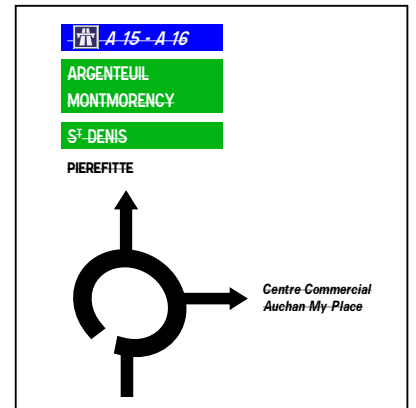 A 15 - A 16
ARGENTEUIL
MONTMORENCY
ST DENIS
PIEREFITTE
Centre Commercial
Auchan My Place